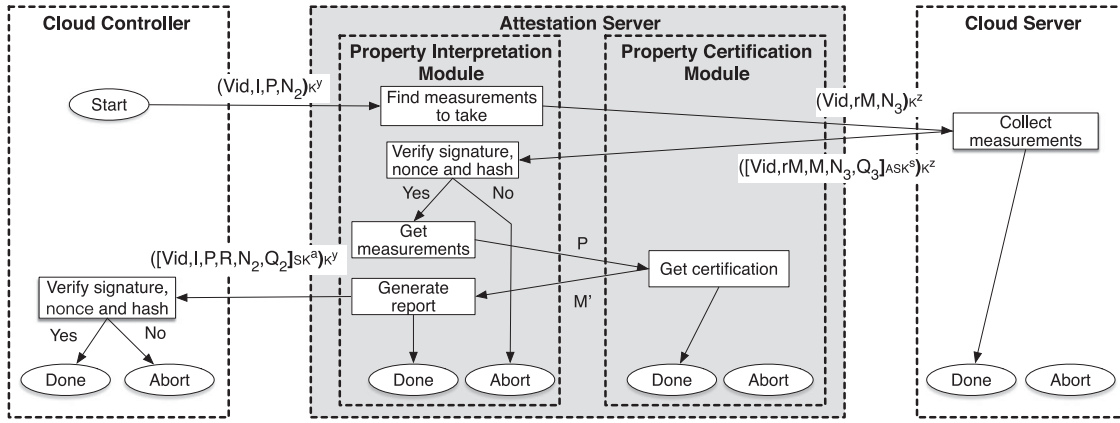 Cloud Controller
Attestation Server
Cloud Server
Property Interpretation
Module
Property Certification
Module
(Vid,I,P,N₂)Kʸ
Start
Find measurements
to take
(Vid,rM,N₃)Kᶻ
Collect
measurements
Verify signature,
nonce and hash
([Vid,rM,M,N₃,Q₃]ASKˢ)Kᶻ
Yes
No
Get
measurements
P
([Vid,I,P,R,N₂,Q₂]SKᵃ)Kʸ
Get certification
Verify signature,
nonce and hash
Generate
report
M'
Yes
No
Done
Abort
Done
Abort
Done
Abort
Done
Abort